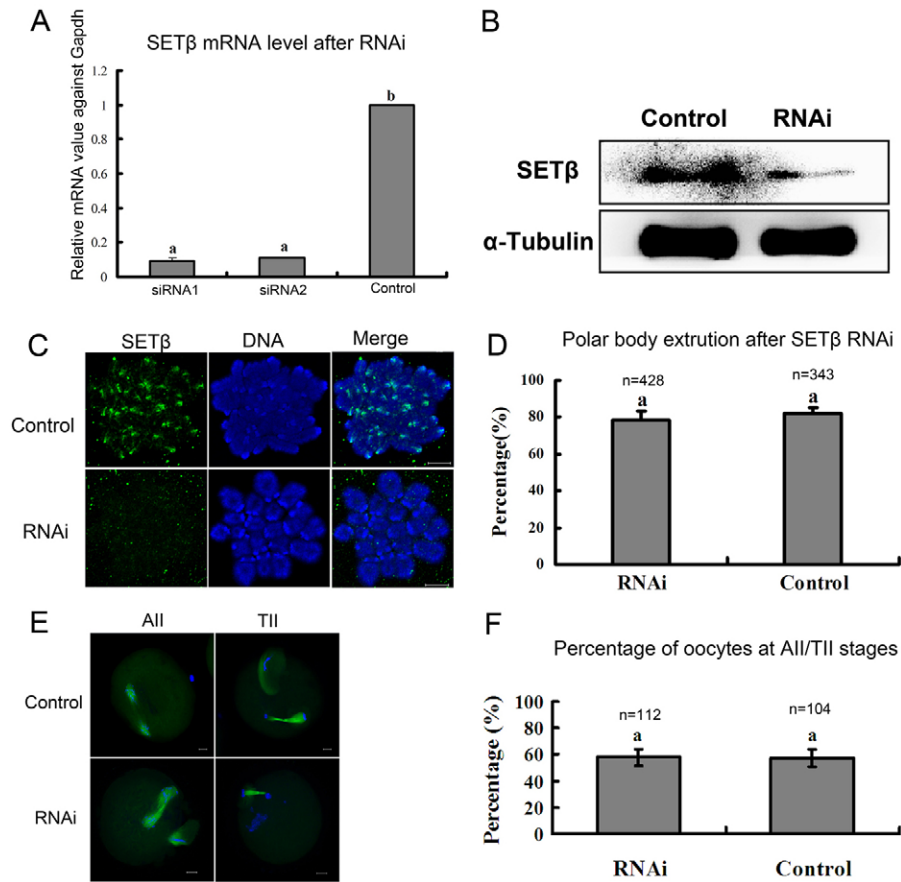 A
SETβ mRNA level after RNAi
Relative mRNA value against Gapdh
1.2
1
0.8
0.6
0.4
0.2
0
a
a
b
siRNA1 siRNA2 Control
B
Control RNAi
SETβ
α-Tubulin
C
SETβ DNA Merge
Control
RNAi
D
Polar body extrution after SETβ RNAi
Percentage(%)
100
80
60
40
20
0
n=428 n=343
a a
RNAi Control
E
AII TII
Control
RNAi
F
Percentage of oocytes at AII/TII stages
Percentage (%)
100
80
60
40
20
0
n=112 n=104
a a
RNAi Control